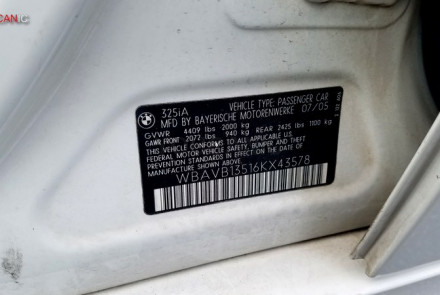 CANIC
325iA
VEHICLE TYPE: PASSENGER CAR
MFD BY BAYERISCHE MOTORENWERKE 07/05
GVWR 4409 lbs 2000 kg
GAWR FRONT 2072 lbs 940 kg REAR 2425 lbs 1100 kg
THIS VEHICLE CONFORMS TO ALL APPLICABLE
FEDERAL MOTOR VEHICLE SAFETY, BUMPER AND THEFT
PREVENTION STANDARDS IN EFFECT ON THE DATE OF
MANUFACTURE SHOWN ABOVE.
WBAVB13516KX43578